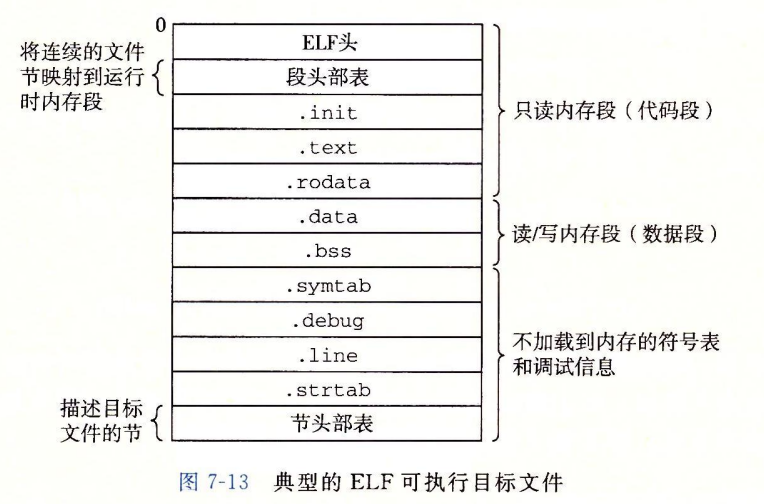 0
ELF头
将连续的文件
节映射到运行
时内存段
段头部表
.init
.text
.rodata
只读内存段（代码段）
.data
.bss
读/写内存段（数据段）
.symtab
.debug
.line
.strtab
不加载到内存的符号表
和调试信息
描述目标
文件的节
节头部表
图 7-13 典型的 ELF 可执行目标文件